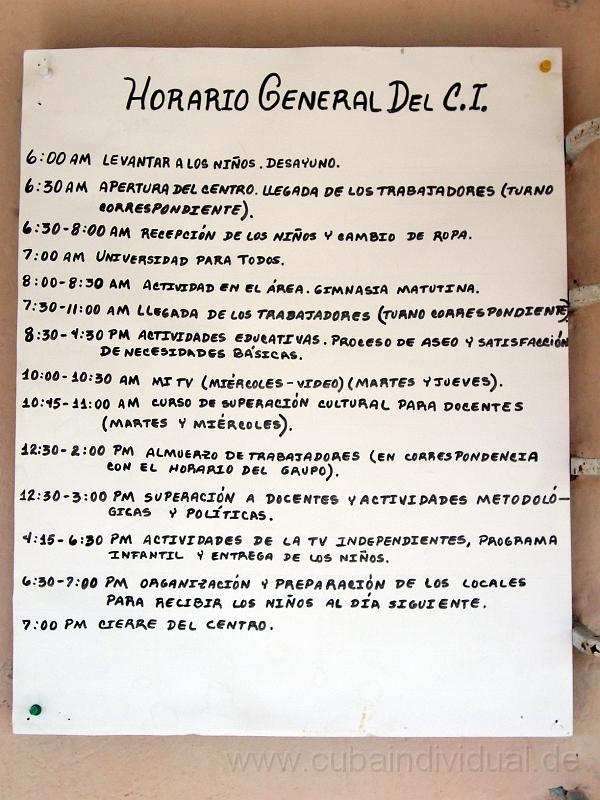 HORARIO GENERAL DEL C.I.
6:00 AM LEVANTAR A LOS NIÑOS. DESAYUNO.
6:30 AM APERTURA DEL CENTRO. LLEGADA DE LOS TRABAJADORES (TURNO
CORRESPONDIENTE).
6:30-8:00 AM RECEPCIÓN DE LOS NIÑOS Y CAMBIO DE ROPA.
7:00 AM UNIVERSIDAD PARA TODOS.
8:00-8:30 AM ACTIVIDAD EN EL ÁREA. GIMNASIA MATUTINA.
7:30-11:00 AM LLEGADA DE LOS TRABAJADORES (TURNO CORRESPONDIENTE)
8:30-4:30 PM ACTIVIDADES EDUCATIVAS. PROCESO DE ASEO Y SATISFACCIÓN
DE NECESIDADES BÁSICAS.
10:00-10:30 AM MI TV (MIÉRCOLES-VIDEO) (MARTES Y JUEVES).
10:45-11:00 AM CURSO DE SUPERACIÓN CULTURAL PARA DOCENTES
(MARTES Y MIÉRCOLES).
12:30-2:00 PM ALMUERZO DE TRABAJADORES (EN CORRESPONDENCIA
CON EL HORARIO DEL GRUPO).
12:30-3:00 PM SUPERACIÓN A DOCENTES Y ACTIVIDADES METODOLÓ-
GICAS Y POLÍTICAS.
4:15-6:30 PM ACTIVIDADES DE LA TV INDEPENDIENTES, PROGRAMA
INFANTIL Y ENTREGA DE LOS NIÑOS.
6:30-7:00 PM ORGANIZACIÓN Y PREPARACIÓN DE LOS LOCALES
PARA RECIBIR LOS NIÑOS AL DÍA SIGUIENTE.
7:00 PM CIERRE DEL CENTRO.
www.cubaindividual.de